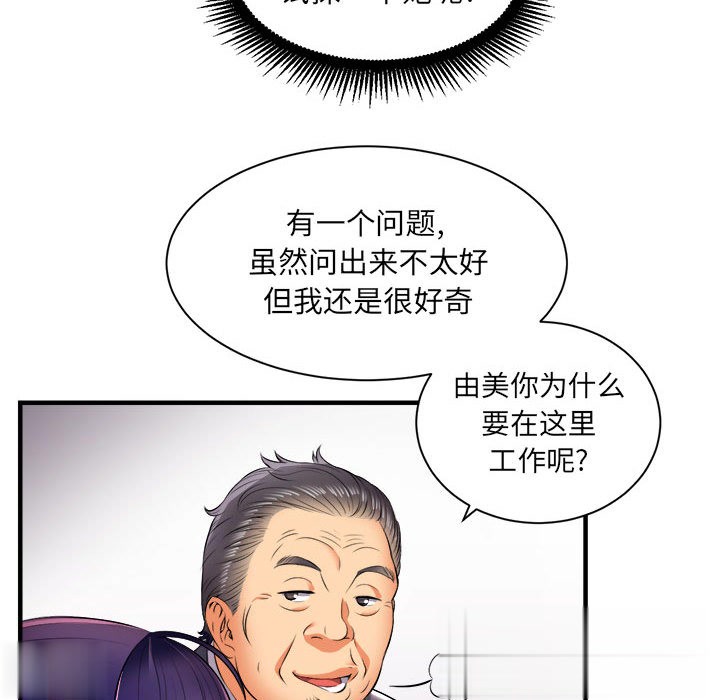 有一个问题,
虽然问出来不太好
但我还是很好奇
由美你为什么
要在这里
工作呢?